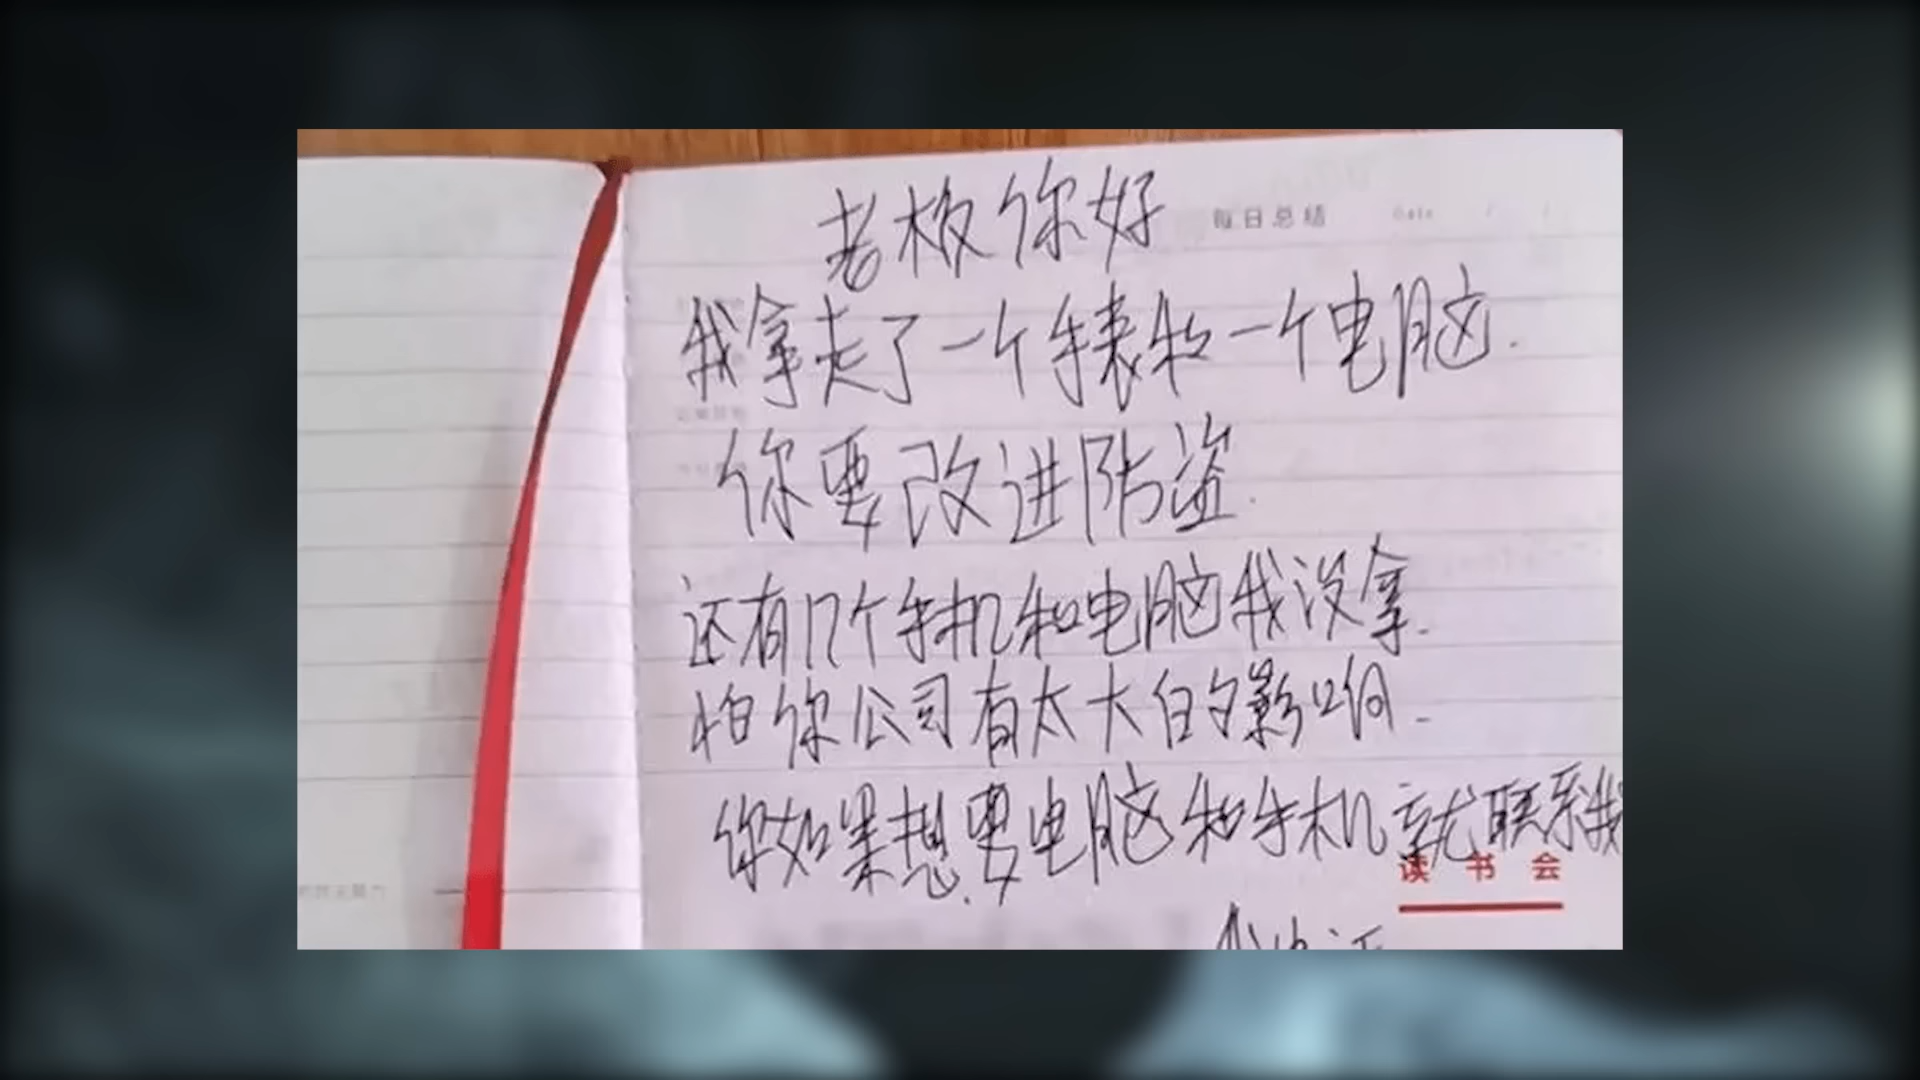 老板你好
每日总结 Date
我拿走了一个手表和一个电脑.
你要改进防盗.
还有几个手机和电脑我没拿.
怕你公司有太大的影响.
你如果想要电脑和手机就联系我
读书会